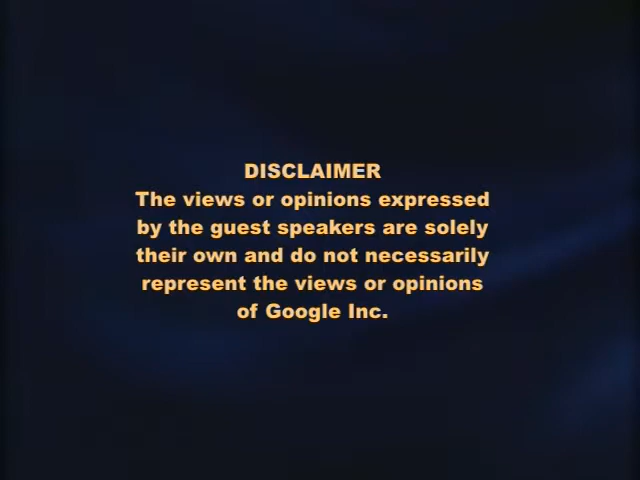 DISCLAIMER
The views or opinions expressed
by the guest speakers are solely
their own and do not necessarily
represent the views or opinions
of Google Inc.